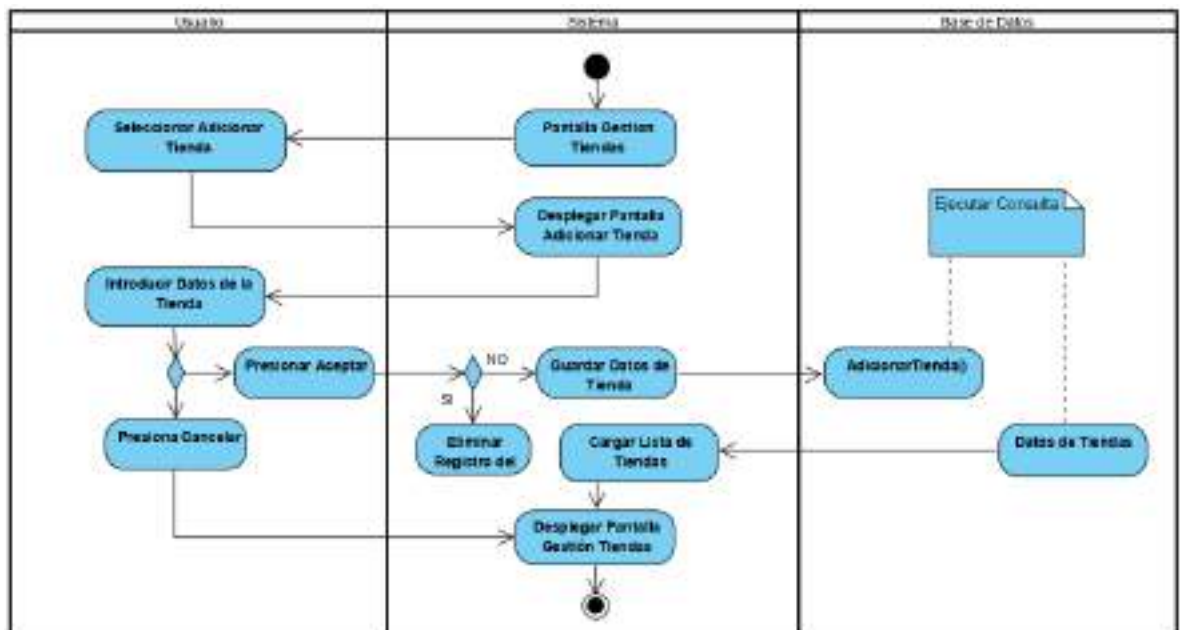 Usuario
Sistema
Base de Datos
Seleccionar Adicionar
Tienda
Pantalla Gestion
Tiendas
Desplegar Pantalla
Adicionar Tienda
Ejecutar Consulta
Introducir Datos de la
Tienda
Presionar Aceptar
NO
SI
Guardar Datos de
Tienda
AdicionarTienda()
Presiona Cancelar
Eliminar
Registro del
Cargar Lista de
Tiendas
Datos de Tiendas
Desplegar Pantalla
Gestión Tiendas